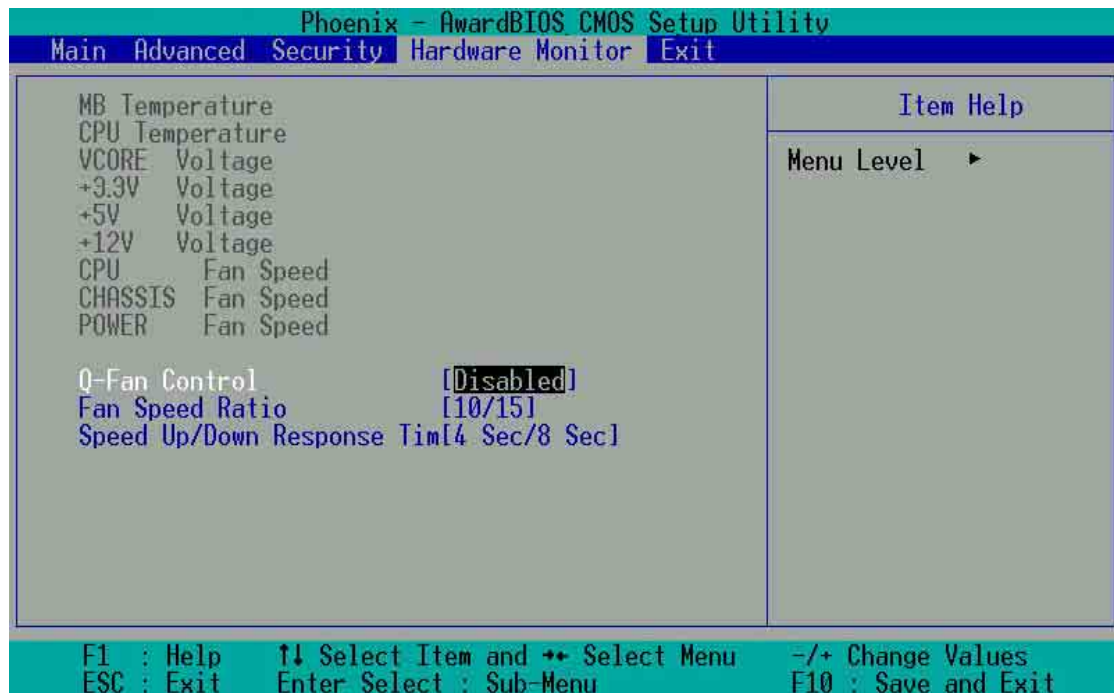 Phoenix - AwardBIOS CMOS Setup Utility
Main Advanced Security Hardware Monitor Exit
MB Temperature
CPU Temperature
VCORE Voltage
+3.3V Voltage
+5V Voltage
+12V Voltage
CPU Fan Speed
CHASSIS Fan Speed
POWER Fan Speed
Q-Fan Control [Disabled]
Fan Speed Ratio [10/15]
Speed Up/Down Response Tim[4 Sec/8 Sec]
Item Help
Menu Level ►
F1 : Help ↑↓ Select Item and →← Select Menu -/+ Change Values
ESC : Exit Enter Select : Sub-Menu F10 : Save and Exit